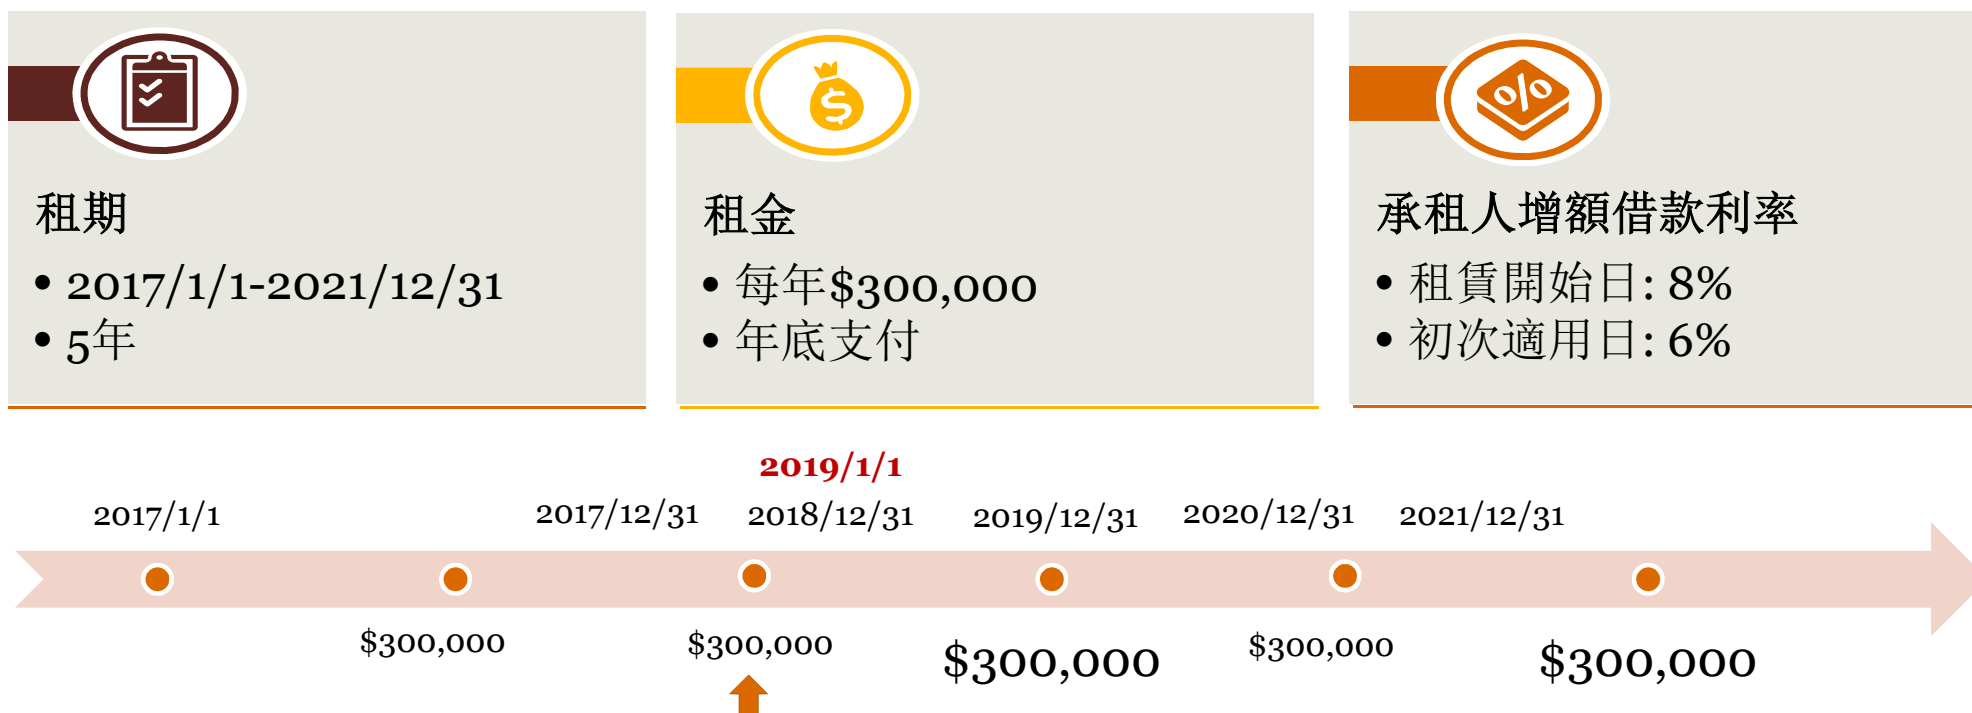 租期
• 2017/1/1-2021/12/31
• 5年
租金
• 每年$300,000
• 年底支付
承租人增額借款利率
• 租賃開始日: 8%
• 初次適用日: 6%
2019/1/1
2017/1/1 2017/12/31 2018/12/31 2019/12/31 2020/12/31 2021/12/31
$300,000 $300,000 $300,000 $300,000 $300,000